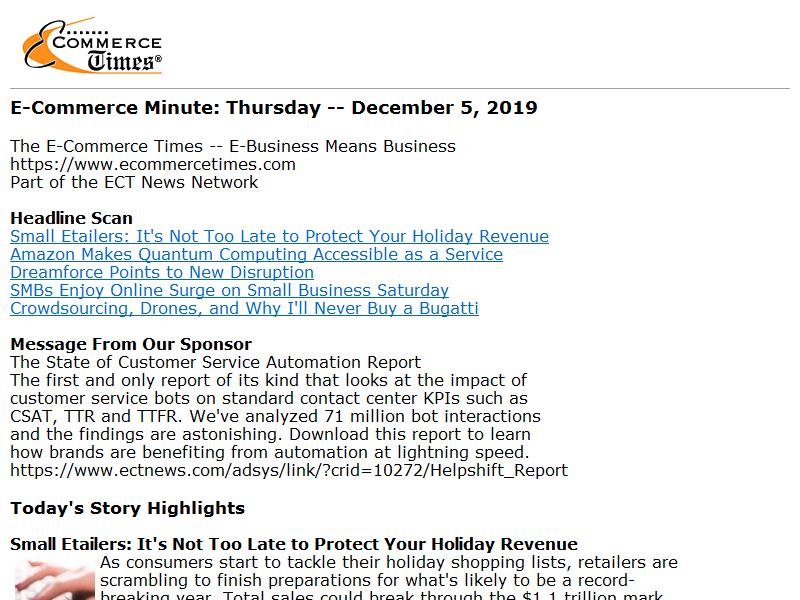 E-COMMERCE
Times®
E-Commerce Minute: Thursday -- December 5, 2019
The E-Commerce Times -- E-Business Means Business
https://www.ecommercetimes.com
Part of the ECT News Network
Headline Scan
Small Etailers: It's Not Too Late to Protect Your Holiday Revenue
Amazon Makes Quantum Computing Accessible as a Service
Dreamforce Points to New Disruption
SMBs Enjoy Online Surge on Small Business Saturday
Crowdsourcing, Drones, and Why I'll Never Buy a Bugatti
Message From Our Sponsor
The State of Customer Service Automation Report
The first and only report of its kind that looks at the impact of
customer service bots on standard contact center KPIs such as
CSAT, TTR and TTFR. We've analyzed 71 million bot interactions
and the findings are astonishing. Download this report to learn
how brands are benefiting from automation at lightning speed.
https://www.ectnews.com/adsys/link/?crid=10272/Helpshift_Report
Today's Story Highlights
Small Etailers: It's Not Too Late to Protect Your Holiday Revenue
As consumers start to tackle their holiday shopping lists, retailers are
scrambling to finish preparations for what's likely to be a record-
breaking year. Total sales could break through the $1.1 trillion mark